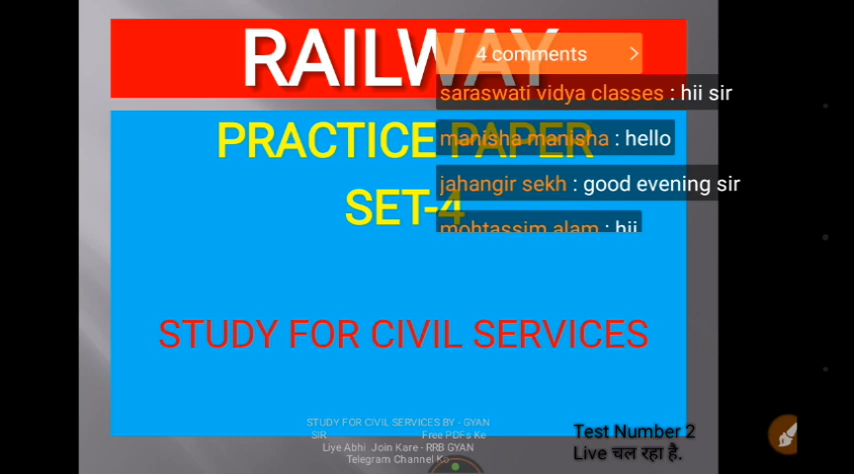 RAILWAY
4 comments
saraswati vidya classes : hii sir
PRACTICE PAPER
manisha manisha : hello
jahangir sekh : good evening sir
SET-4
mohtassim alam : hii
STUDY FOR CIVIL SERVICES
STUDY FOR CIVIL SERVICES BY - GYAN
SIR Free PDFs Ke
Liye Abhi Join Kare - RRB GYAN
Telegram Channel
Test Number 2
Live चल रहा है.